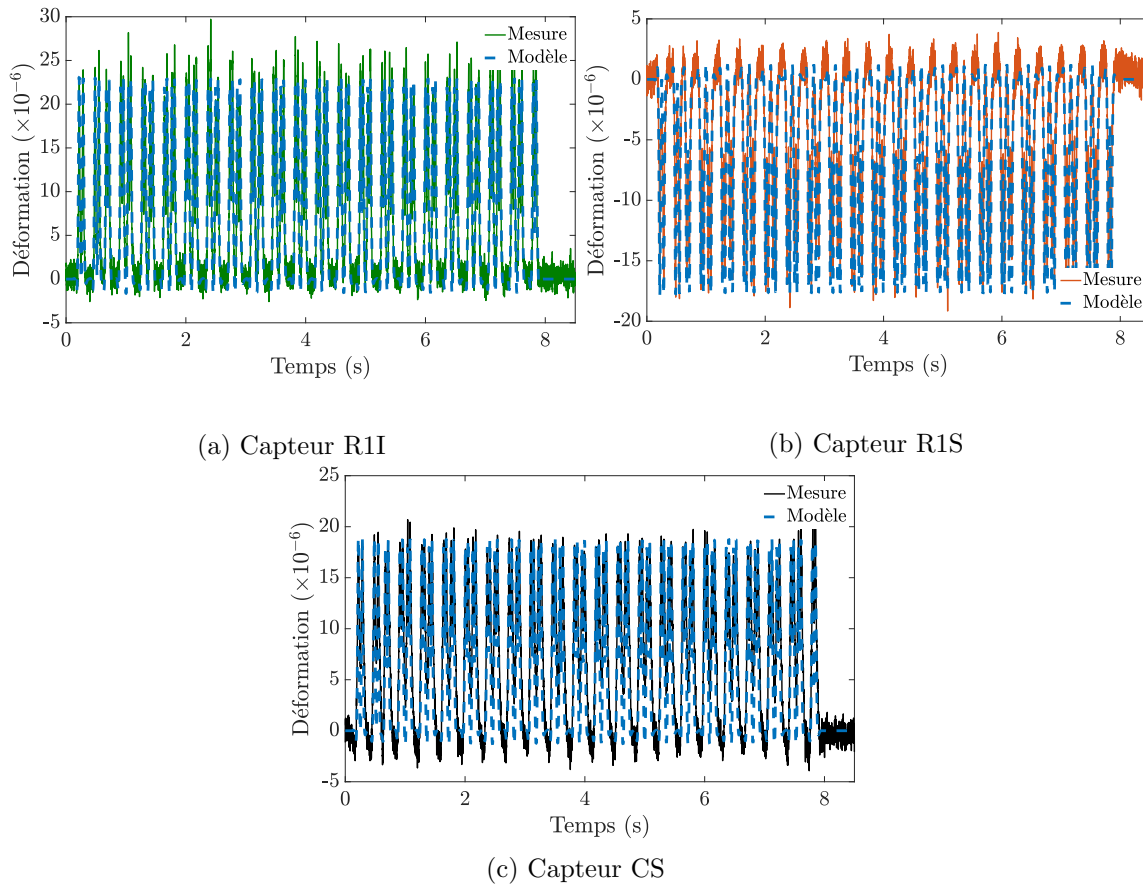 30
25
20
15
10
5
0
-5
Déformation (×10⁻⁶)
0 2 4 6 8
Temps (s)
Mesure
Modèle
(a) Capteur R1I
5
0
-5
-10
-15
-20
Déformation (×10⁻⁶)
0 2 4 6 8
Temps (s)
Mesure
Modèle
(b) Capteur R1S
25
20
15
10
5
0
-5
Déformation (×10⁻⁶)
0 2 4 6 8
Temps (s)
Mesure
Modèle
(c) Capteur CS